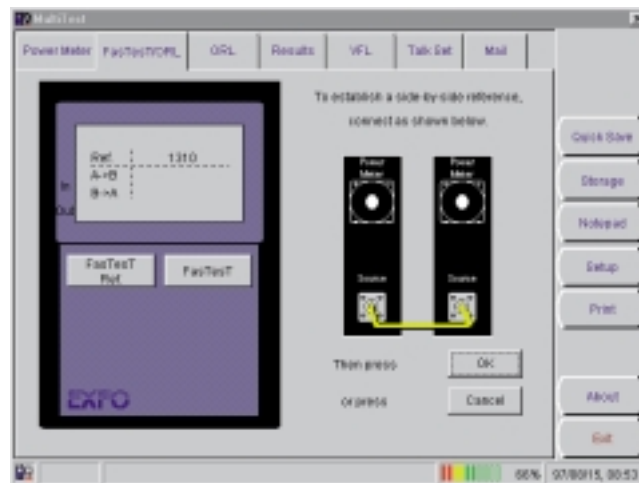 MultiTest
Power Meter
FasTesT/ORL
ORL
Results
VFL
Talk Set
Mail
To establish a side-by-side reference,
connect as shown below.
Ref. 1310
A->B
B->A
In
Out
FasTesT
Ref.
FasTesT
EXFO
Power
Meter
Power
Meter
Source
Source
Then press
OK
or press
Cancel
Quick Save
Storage
Notepad
Setup
Print
About
Exit
66%
97/08/15, 08:53